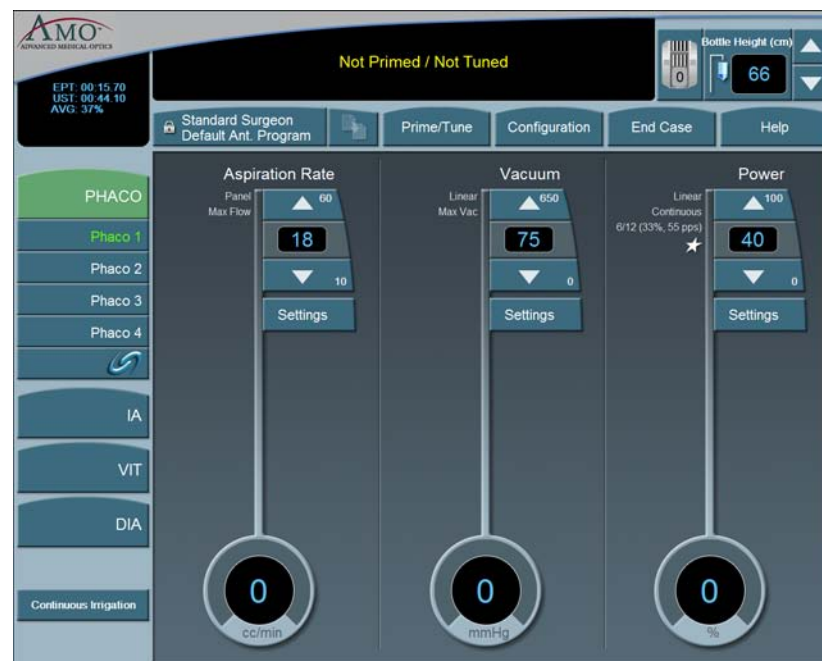 AMO
ADVANCED MEDICAL OPTICS
EPT: 00:15.70
UST: 00:44.10
AVG: 37%
Not Primed / Not Tuned
0
Bottle Height (cm)
66
Standard Surgeon
Default Ant. Program
Prime/Tune
Configuration
End Case
Help
PHACO
Phaco 1
Phaco 2
Phaco 3
Phaco 4
IA
VIT
DIA
Continuous Irrigation
Aspiration Rate
Panel
Max Flow
60
18
10
Settings
0
cc/min
Vacuum
Linear
Max Vac
650
75
0
Settings
0
mmHg
Power
Linear
Continuous
6/12 (33%, 55 pps)
100
40
0
Settings
0
%